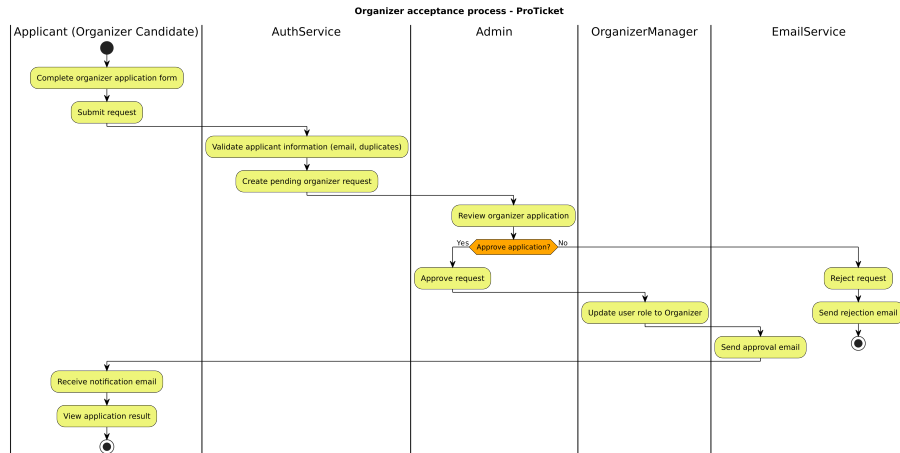 Organizer acceptance process - ProTicket
Applicant (Organizer Candidate)
AuthService
Admin
OrganizerManager
EmailService
Complete organizer application form
Submit request
Validate applicant information (email, duplicates)
Create pending organizer request
Review organizer application
Yes
Approve application?
No
Approve request
Reject request
Update user role to Organizer
Send rejection email
Send approval email
Receive notification email
View application result